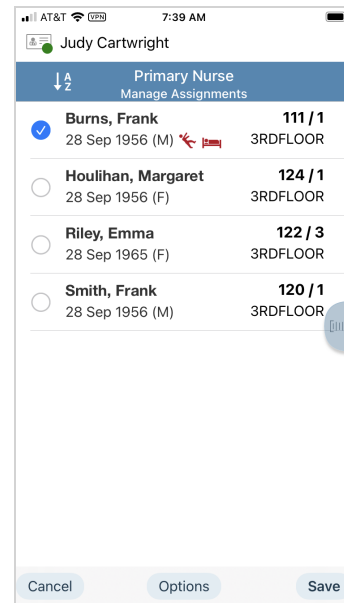 AT&T VPN 7:39 AM
Judy Cartwright
A Z Primary Nurse
Manage Assignments
Burns, Frank 111 / 1
28 Sep 1956 (M) 3RDFLOOR
Houlihan, Margaret 124 / 1
28 Sep 1956 (F) 3RDFLOOR
Riley, Emma 122 / 3
28 Sep 1965 (F) 3RDFLOOR
Smith, Frank 120 / 1
28 Sep 1956 (M) 3RDFLOOR
Cancel Options Save